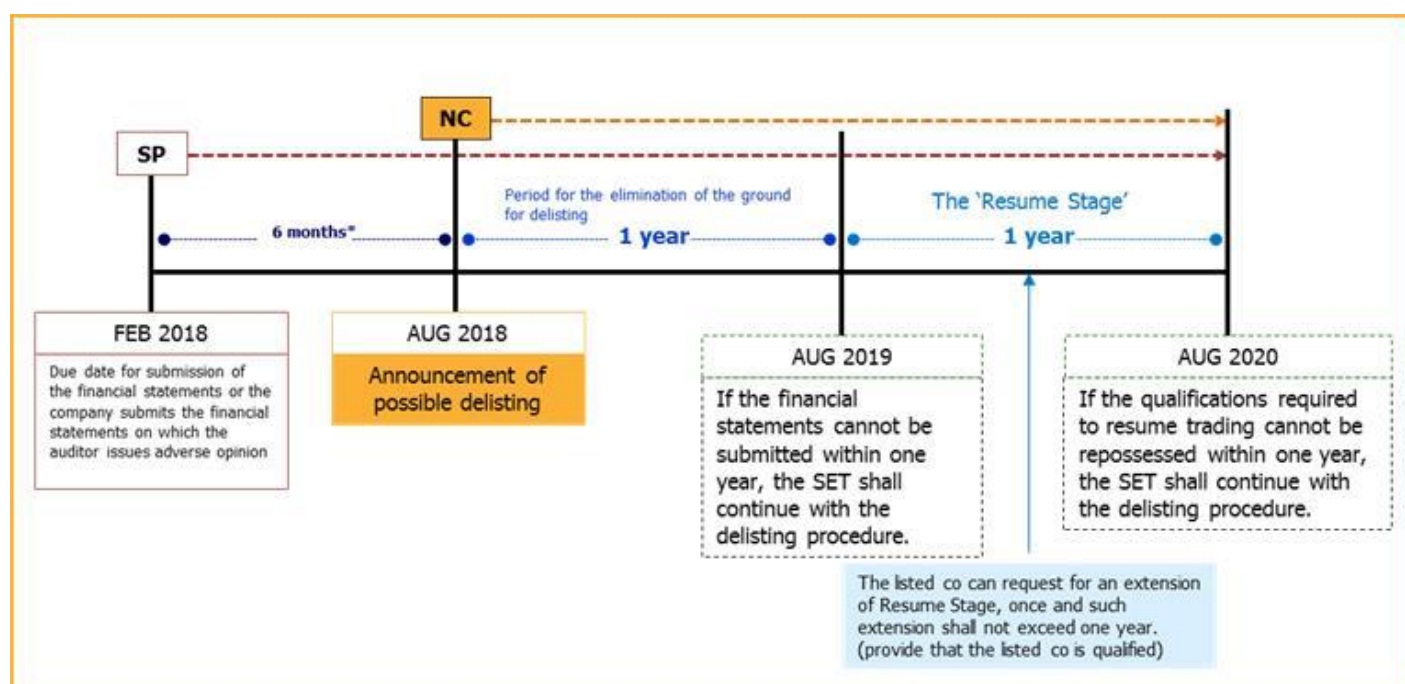 NC
SP
Period for the elimination of the ground
for delisting
The ‘Resume Stage’
6 months*
1 year
1 year
FEB 2018
Due date for submission of
the financial statements or the
company submits the financial
statements on which the
auditor issues adverse opinion
AUG 2018
Announcement of
possible delisting
AUG 2019
If the financial
statements cannot be
submitted within one
year, the SET shall
continue with the
delisting procedure.
AUG 2020
If the qualifications required
to resume trading cannot be
repossessed within one year,
the SET shall continue with
the delisting procedure.
The listed co can request for an extension
of Resume Stage, once and such
extension shall not exceed one year.
(provide that the listed co is qualified)